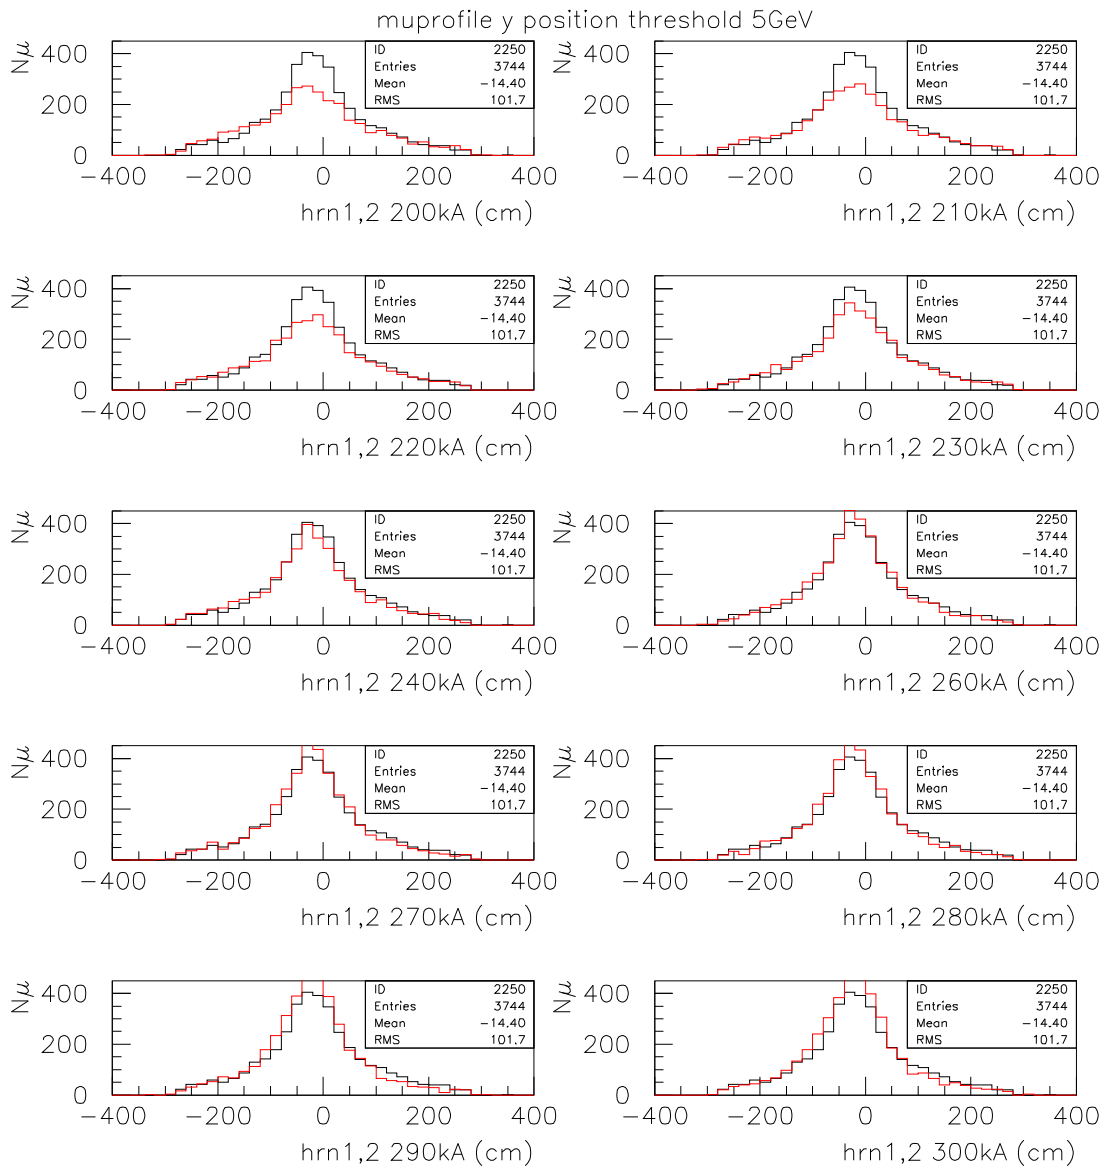 muprofile y position threshold 5GeV
Nμ
400
200
0
ID 2250
Entries 3744
Mean −14.40
RMS 101.7
−400 −200 0 200 400
hrn1,2 200kA (cm)
Nμ
400
200
0
ID 2250
Entries 3744
Mean −14.40
RMS 101.7
−400 −200 0 200 400
hrn1,2 210kA (cm)
Nμ
400
200
0
ID 2250
Entries 3744
Mean −14.40
RMS 101.7
−400 −200 0 200 400
hrn1,2 220kA (cm)
Nμ
400
200
0
ID 2250
Entries 3744
Mean −14.40
RMS 101.7
−400 −200 0 200 400
hrn1,2 230kA (cm)
Nμ
400
200
0
ID 2250
Entries 3744
Mean −14.40
RMS 101.7
−400 −200 0 200 400
hrn1,2 240kA (cm)
Nμ
400
200
0
ID 2250
Entries 3744
Mean −14.40
RMS 101.7
−400 −200 0 200 400
hrn1,2 260kA (cm)
Nμ
400
200
0
ID 2250
Entries 3744
Mean −14.40
RMS 101.7
−400 −200 0 200 400
hrn1,2 270kA (cm)
Nμ
400
200
0
ID 2250
Entries 3744
Mean −14.40
RMS 101.7
−400 −200 0 200 400
hrn1,2 280kA (cm)
Nμ
400
200
0
ID 2250
Entries 3744
Mean −14.40
RMS 101.7
−400 −200 0 200 400
hrn1,2 290kA (cm)
Nμ
400
200
0
ID 2250
Entries 3744
Mean −14.40
RMS 101.7
−400 −200 0 200 400
hrn1,2 300kA (cm)